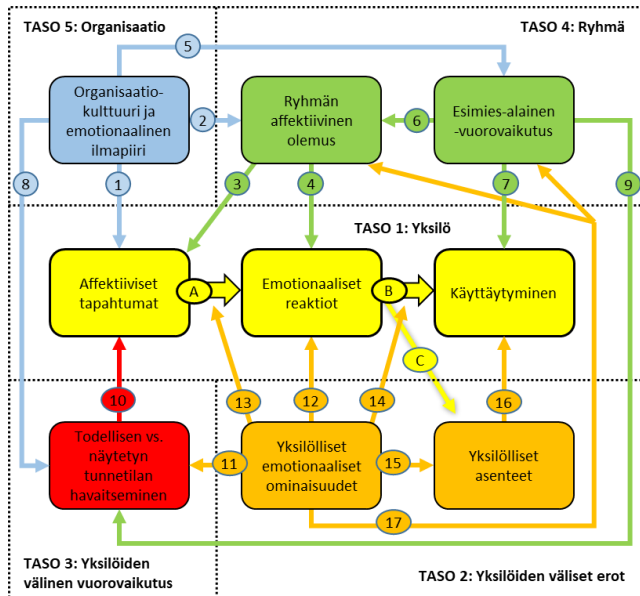 TASO 5: Organisaatio
TASO 4: Ryhmä
5
Organisaatio-
kulttuuri ja
emotionaalinen
ilmapiiri
2
Ryhmän
affektiivinen
olemus
6
Esimies-alainen
-vuorovaikutus
8
1
3
4
7
9
TASO 1: Yksilö
Affektiiviset
tapahtumat
A
Emotionaaliset
reaktiot
B
Käyttäytyminen
C
10
13
12
14
16
Todellisen vs.
näytetyn
tunnetilan
havaitseminen
11
Yksilölliset
emotionaaliset
ominaisuudet
15
Yksilölliset
asenteet
17
TASO 3: Yksilöiden
välinen vuorovaikutus
TASO 2: Yksilöiden väliset erot